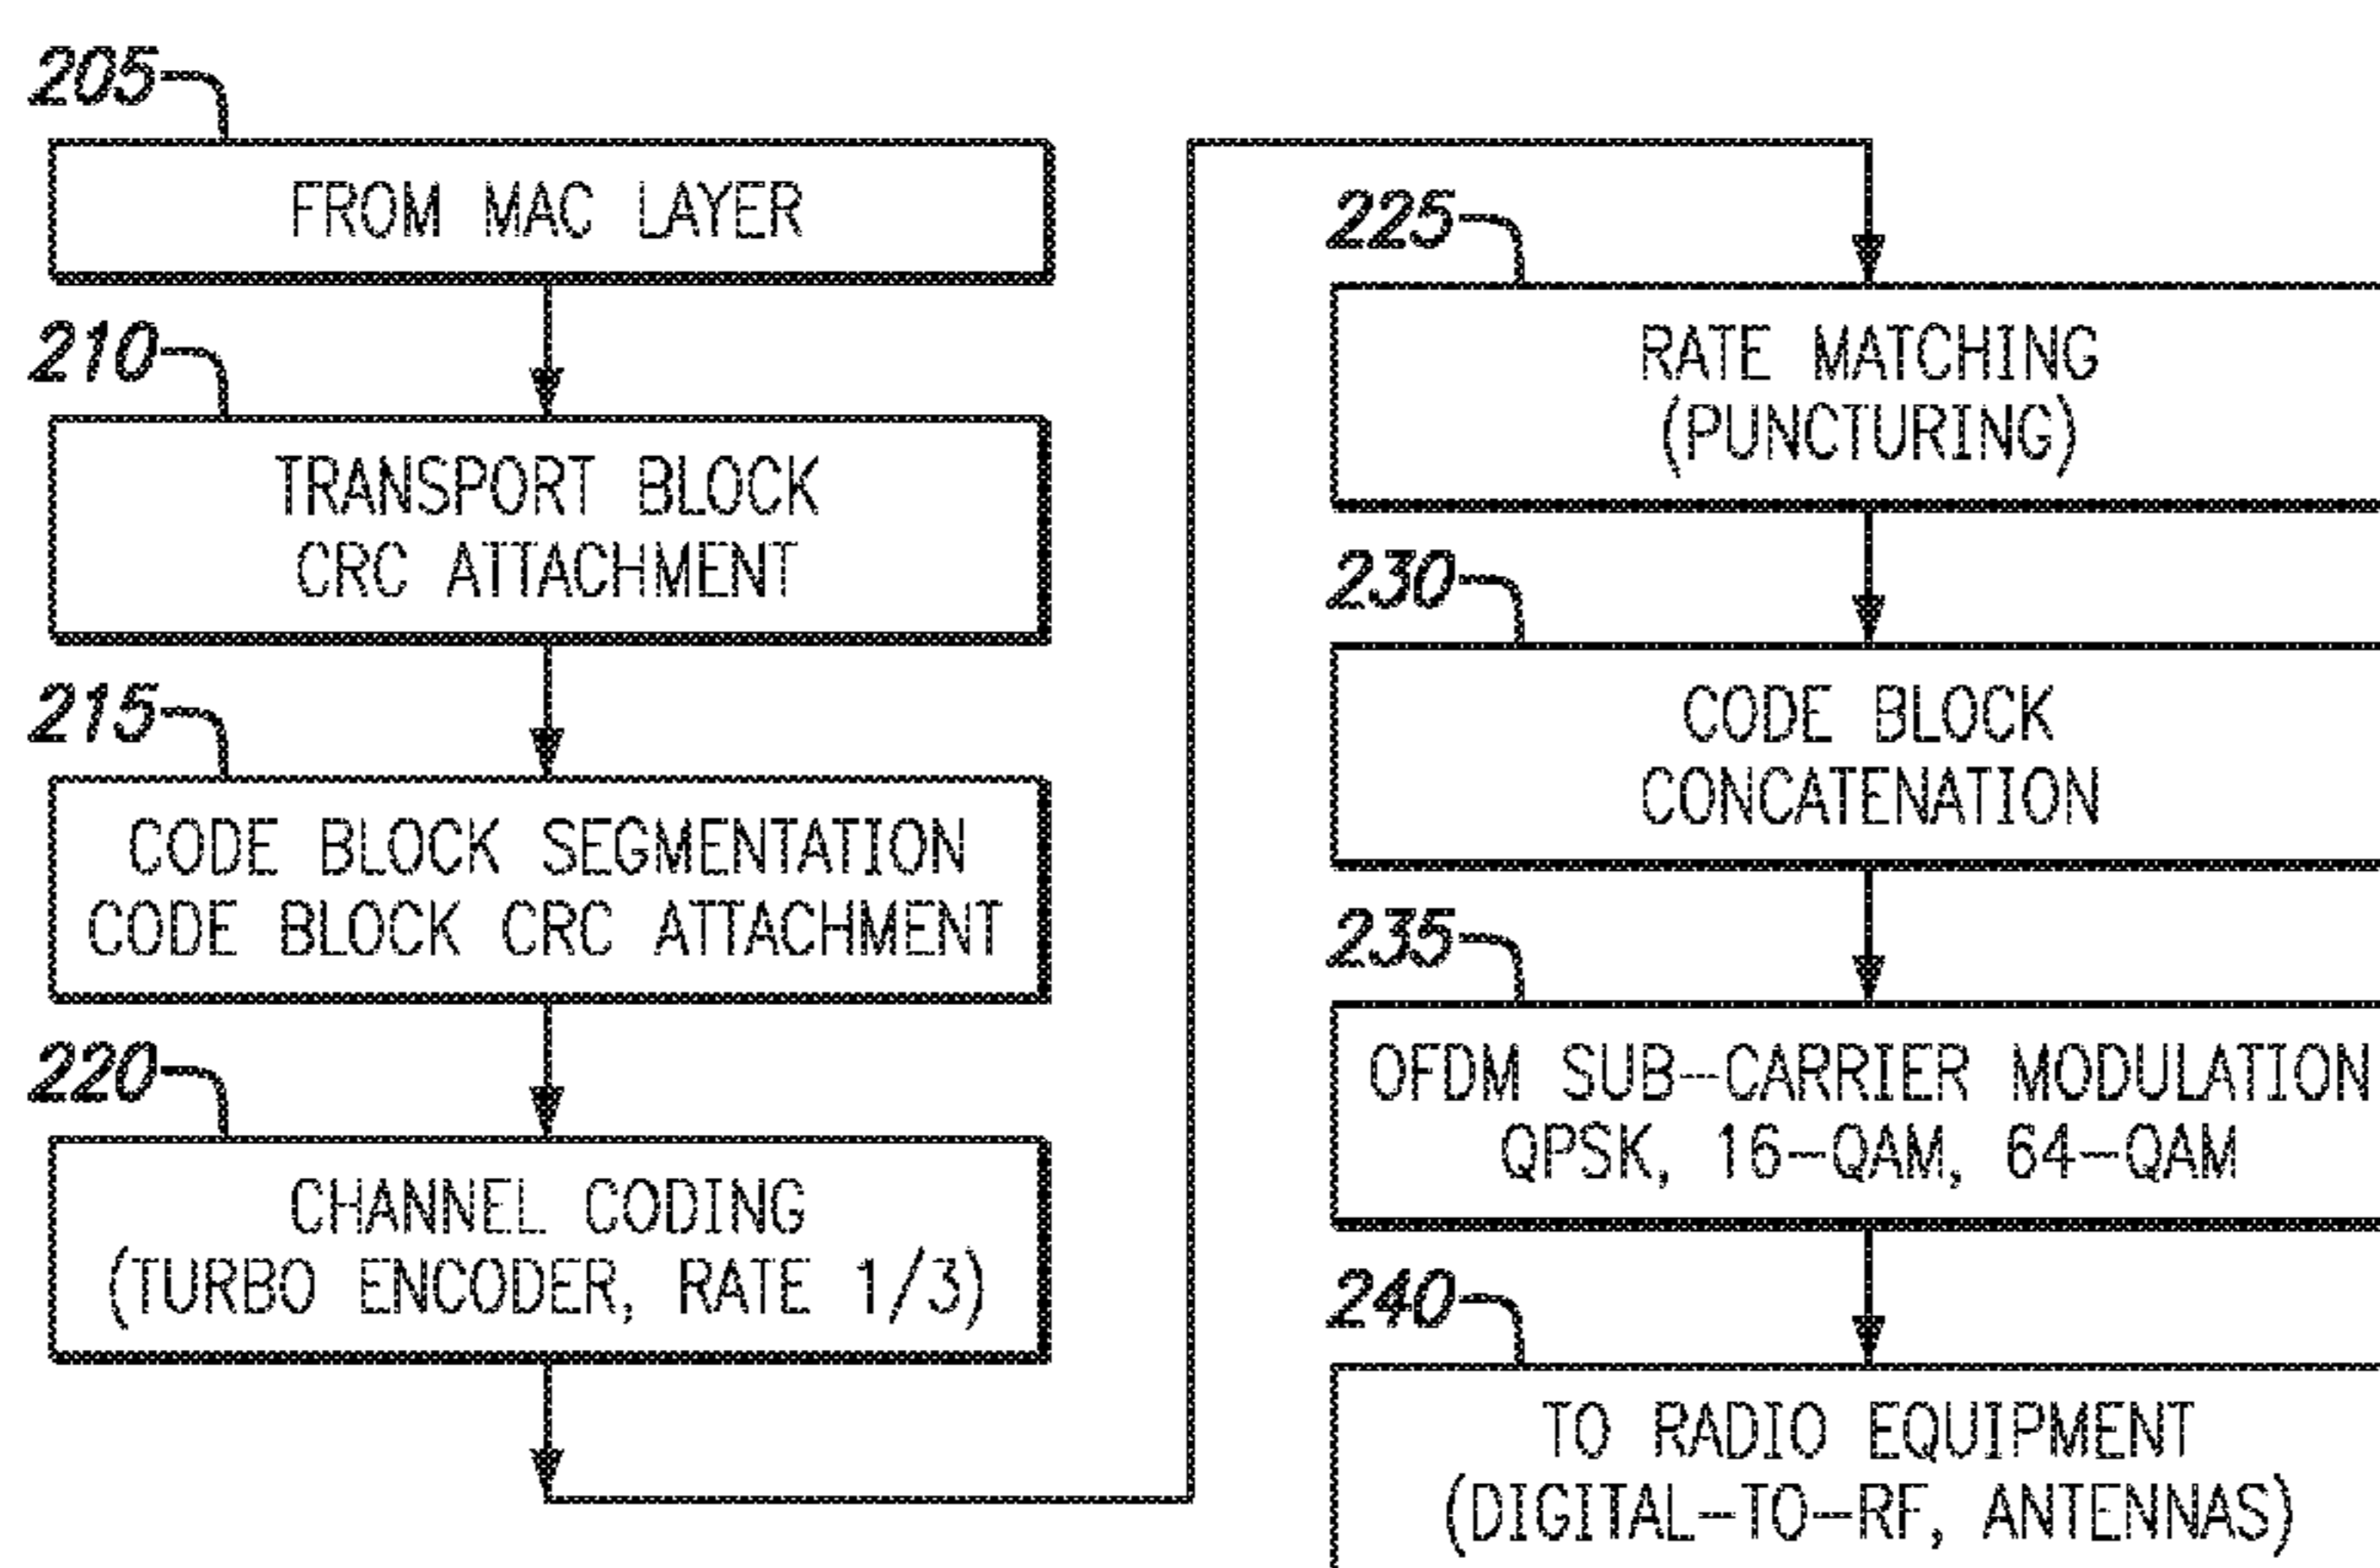 205
FROM MAC LAYER
210
TRANSPORT BLOCK
CRC ATTACHMENT
215
CODE BLOCK SEGMENTATION
CODE BLOCK CRC ATTACHMENT
220
CHANNEL CODING
(TURBO ENCODER, RATE 1/3)
225
RATE MATCHING
(PUNCTURING)
230
CODE BLOCK
CONCATENATION
235
OFDM SUB-CARRIER MODULATION
QPSK, 16-QAM, 64-QAM
240
TO RADIO EQUIPMENT
(DIGITAL-TO-RF, ANTENNAS)